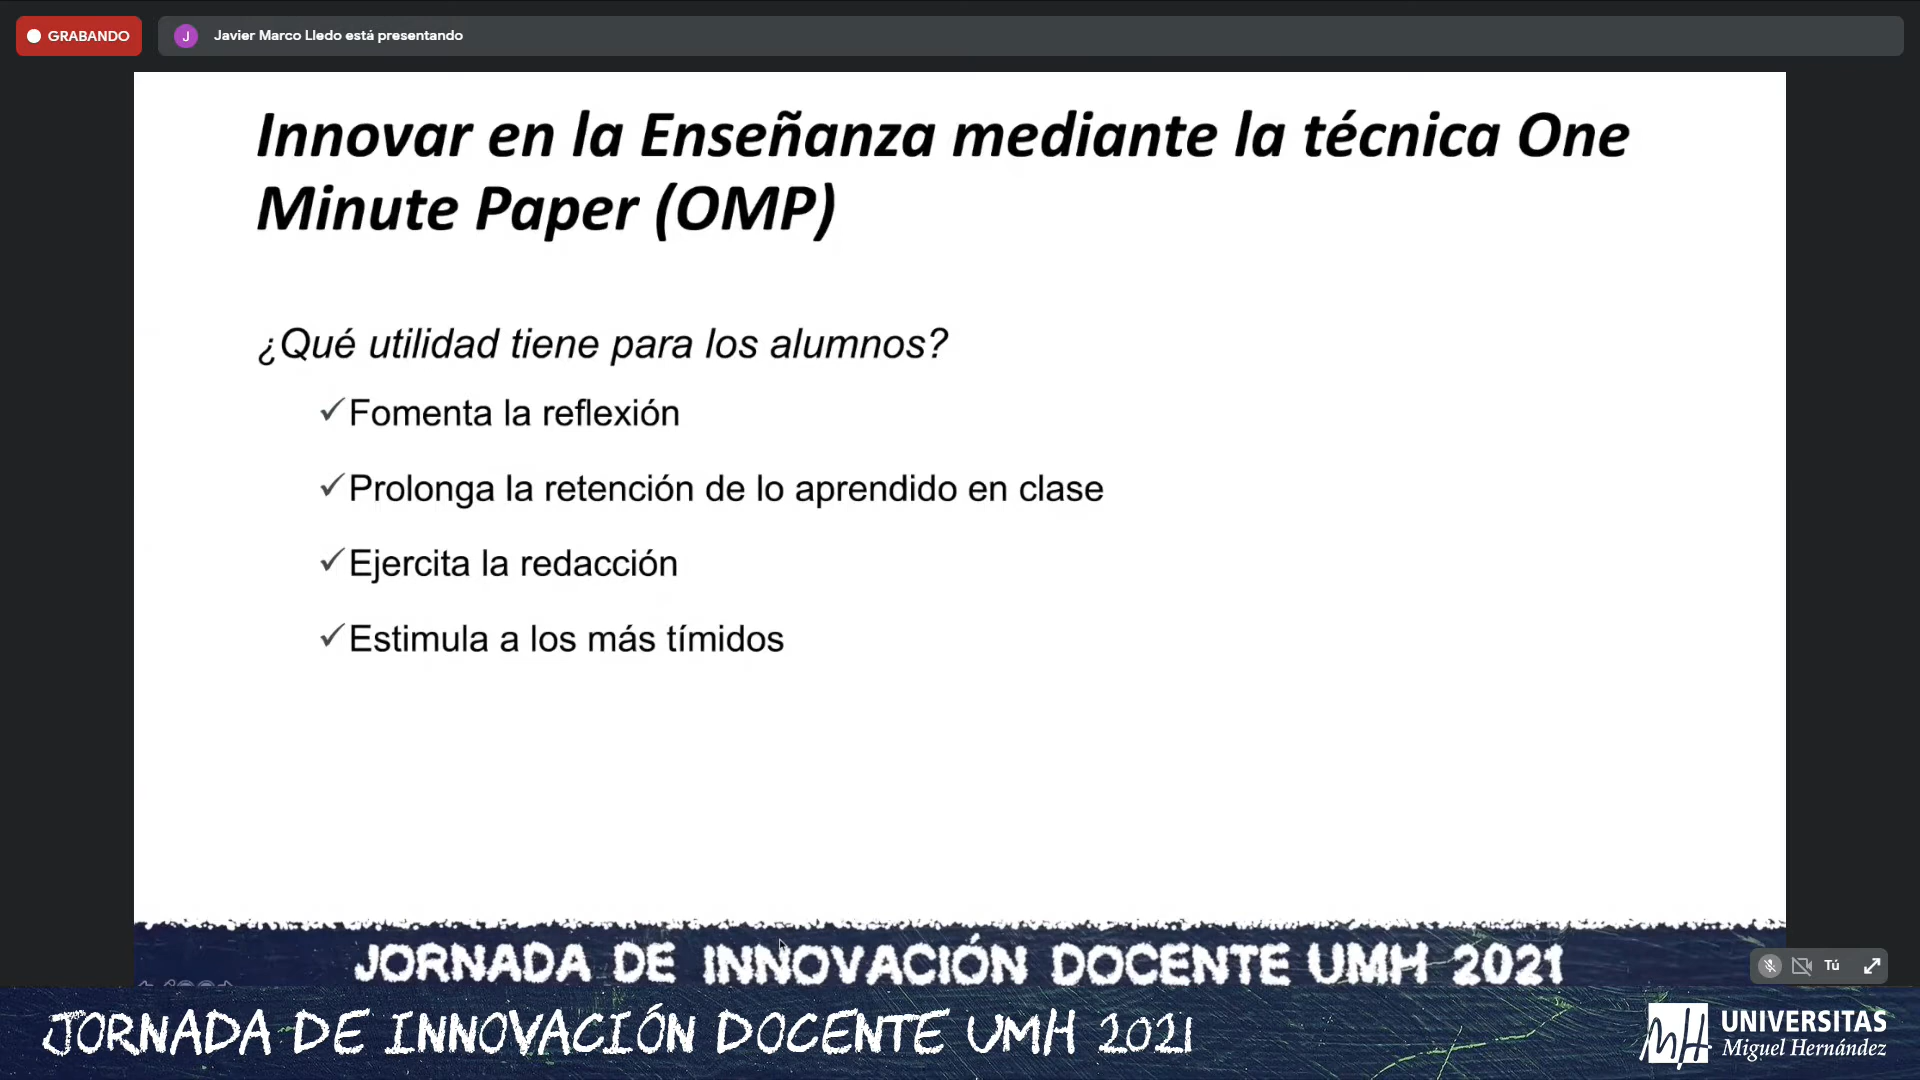 GRABANDO
J
Javier Marco Lledo está presentando
Innovar en la Enseñanza mediante la técnica One
Minute Paper (OMP)
¿Qué utilidad tiene para los alumnos?
✓Fomenta la reflexión
✓Prolonga la retención de lo aprendido en clase
✓Ejercita la redacción
✓Estimula a los más tímidos
JORNADA DE INNOVACIÓN DOCENTE UMH 2021
Tú
JORNADA DE INNOVACIÓN DOCENTE UMH 2021
UNIVERSITAS
Miguel Hernández